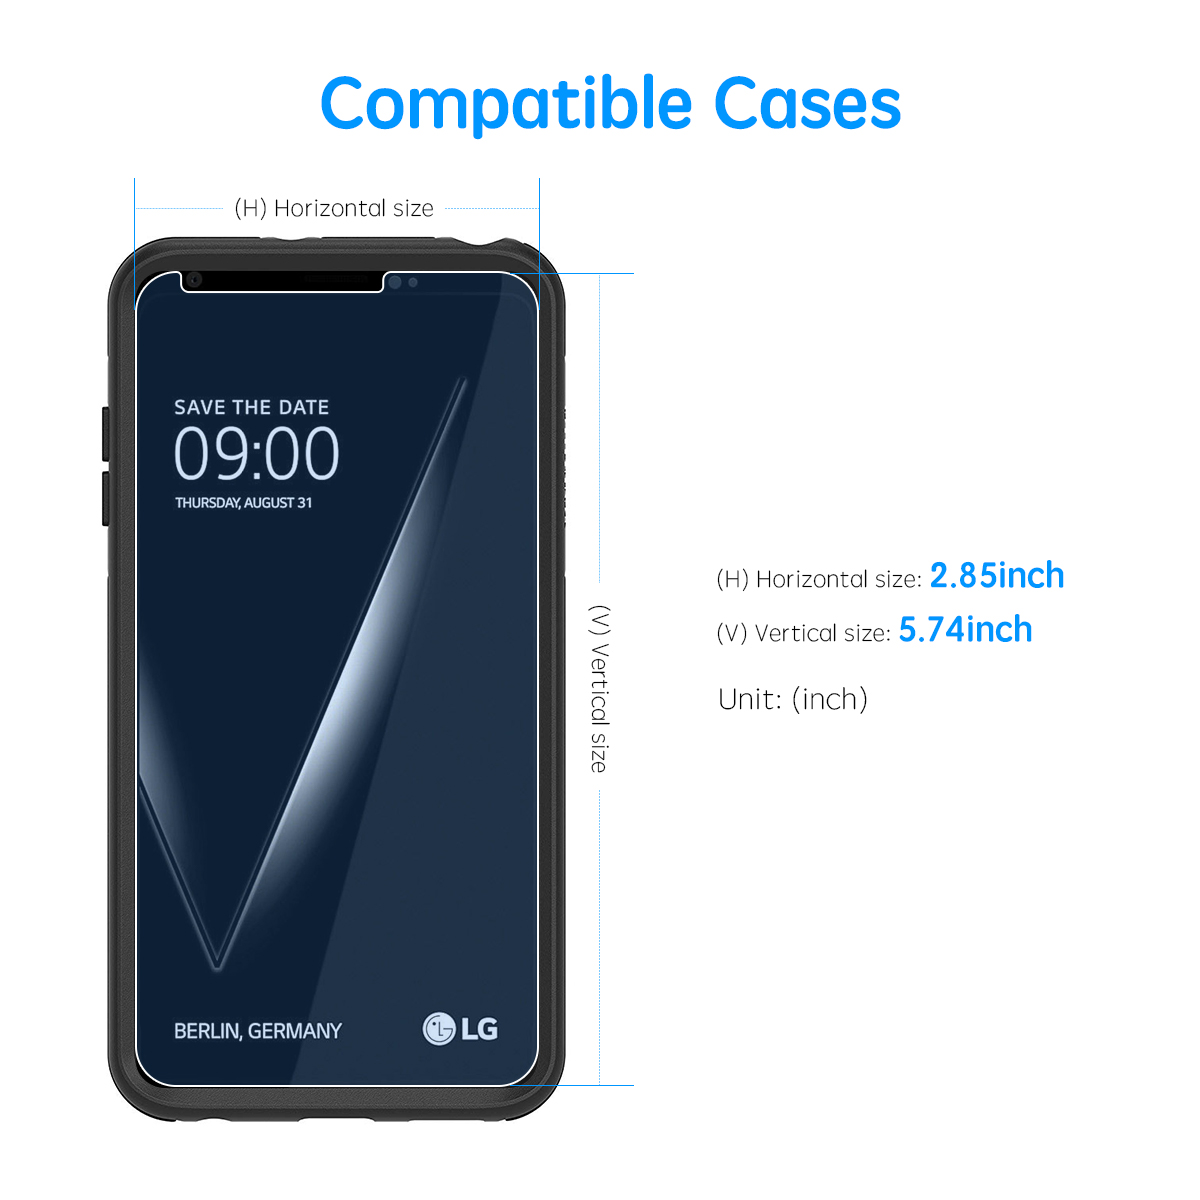 Compatible Cases
(H) Horizontal size
SAVE THE DATE
09:00
THURSDAY, AUGUST 31
(V) Vertical size
(H) Horizontal size: 2.85inch
(V) Vertical size: 5.74inch
Unit: (inch)
BERLIN, GERMANY
LG